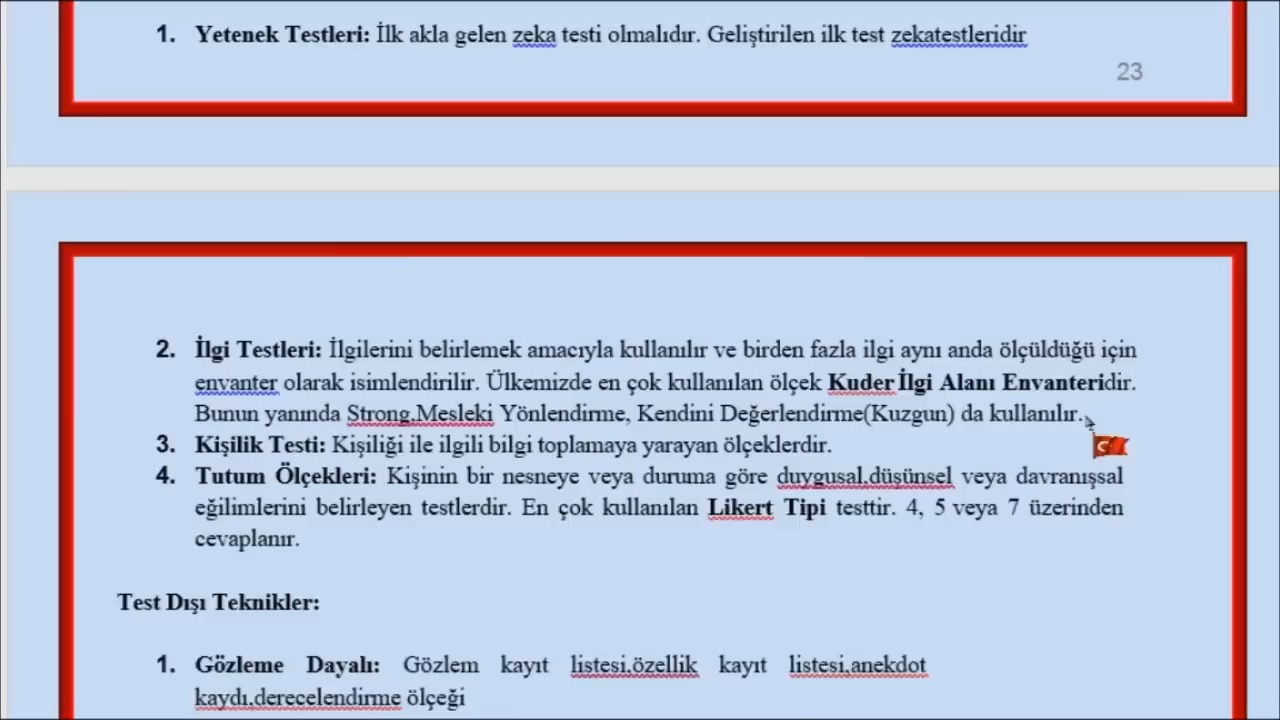 1. Yetenek Testleri: İlk akla gelen zeka testi olmalıdır. Geliştirilen ilk test zekatestleridir
23
2. İlgi Testleri: İlgilerini belirlemek amacıyla kullanılır ve birden fazla ilgi aynı anda ölçüldüğü için
envanter olarak isimlendirilir. Ülkemizde en çok kullanılan ölçek Kuder İlgi Alanı Envanteridir.
Bunun yanında Strong,Mesleki Yönlendirme, Kendini Değerlendirme(Kuzgun) da kullanılır.
3. Kişilik Testi: Kişiliği ile ilgili bilgi toplamaya yarayan ölçeklerdir.
4. Tutum Ölçekleri: Kişinin bir nesneye veya duruma göre duygusal,düşünsel veya davranışsal
eğilimlerini belirleyen testlerdir. En çok kullanılan Likert Tipi testtir. 4, 5 veya 7 üzerinden
cevaplanır.
Test Dışı Teknikler:
1. Gözleme Dayalı: Gözlem kayıt listesi,özellik kayıt listesi,anekdot
kaydı,derecelendirme ölçeği